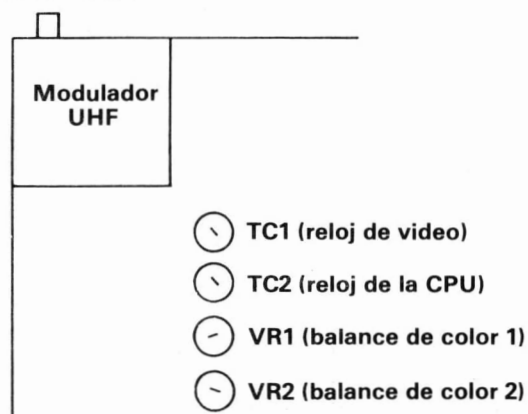 Modulador
UHF
TC1 (reloj de video)
TC2 (reloj de la CPU)
VR1 (balance de color 1)
VR2 (balance de color 2)